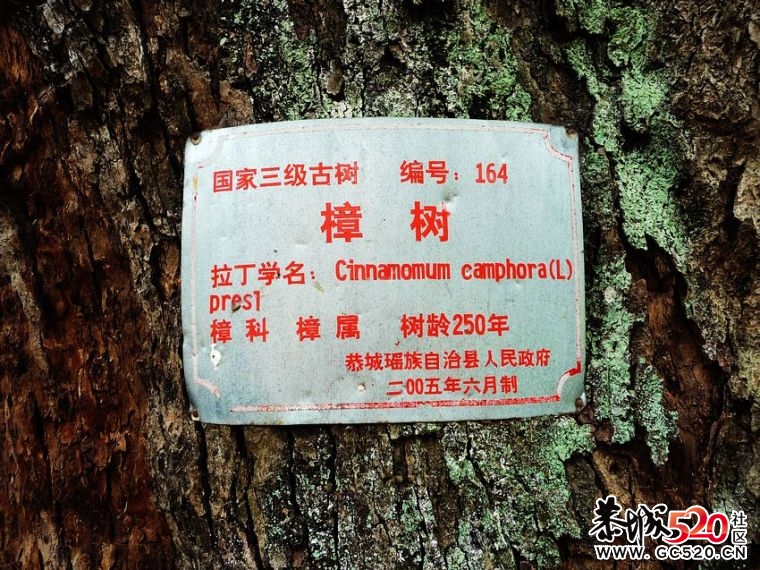 国家三级古树 编号：164
樟 树
拉丁学名：Cinnamomum camphora(L)
presl
樟 科 樟 属 树龄250年
恭城瑶族自治县人民政府
二00五年六月制
恭城520社区
www.GC520.CN